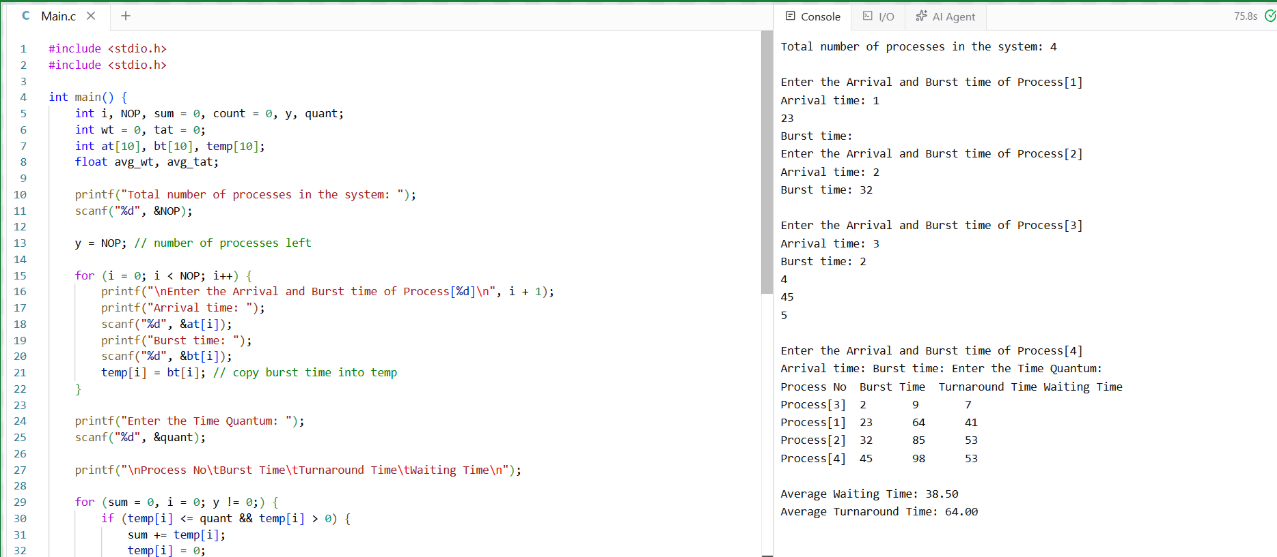 C Main.c × +
1 #include <stdio.h>
2 #include <stdio.h>
3
4 int main() {
5     int i, NOP, sum = 0, count = 0, y, quant;
6     int wt = 0, tat = 0;
7     int at[10], bt[10], temp[10];
8     float avg_wt, avg_tat;
9
10     printf("Total number of processes in the system: ");
11     scanf("%d", &NOP);
12
13     y = NOP; // number of processes left
14
15     for (i = 0; i < NOP; i++) {
16         printf("\nEnter the Arrival and Burst time of Process[%d]\n", i + 1);
17         printf("Arrival time: ");
18         scanf("%d", &at[i]);
19         printf("Burst time: ");
20         scanf("%d", &bt[i]);
21         temp[i] = bt[i]; // copy burst time into temp
22     }
23
24     printf("Enter the Time Quantum: ");
25     scanf("%d", &quant);
26
27     printf("\nProcess No\tBurst Time\tTurnaround Time\tWaiting Time\n");
28
29     for (sum = 0, i = 0; y != 0;) {
30         if (temp[i] <= quant && temp[i] > 0) {
31             sum += temp[i];
32             temp[i] = 0;
Console I/O AI Agent 75.8s
Total number of processes in the system: 4
Enter the Arrival and Burst time of Process[1]
Arrival time: 1
23
Burst time:
Enter the Arrival and Burst time of Process[2]
Arrival time: 2
Burst time: 32
Enter the Arrival and Burst time of Process[3]
Arrival time: 3
Burst time: 2
4
45
5
Enter the Arrival and Burst time of Process[4]
Arrival time: Burst time: Enter the Time Quantum:
Process No Burst Time Turnaround Time Waiting Time
Process[3] 2 9 7
Process[1] 23 64 41
Process[2] 32 85 53
Process[4] 45 98 53
Average Waiting Time: 38.50
Average Turnaround Time: 64.00